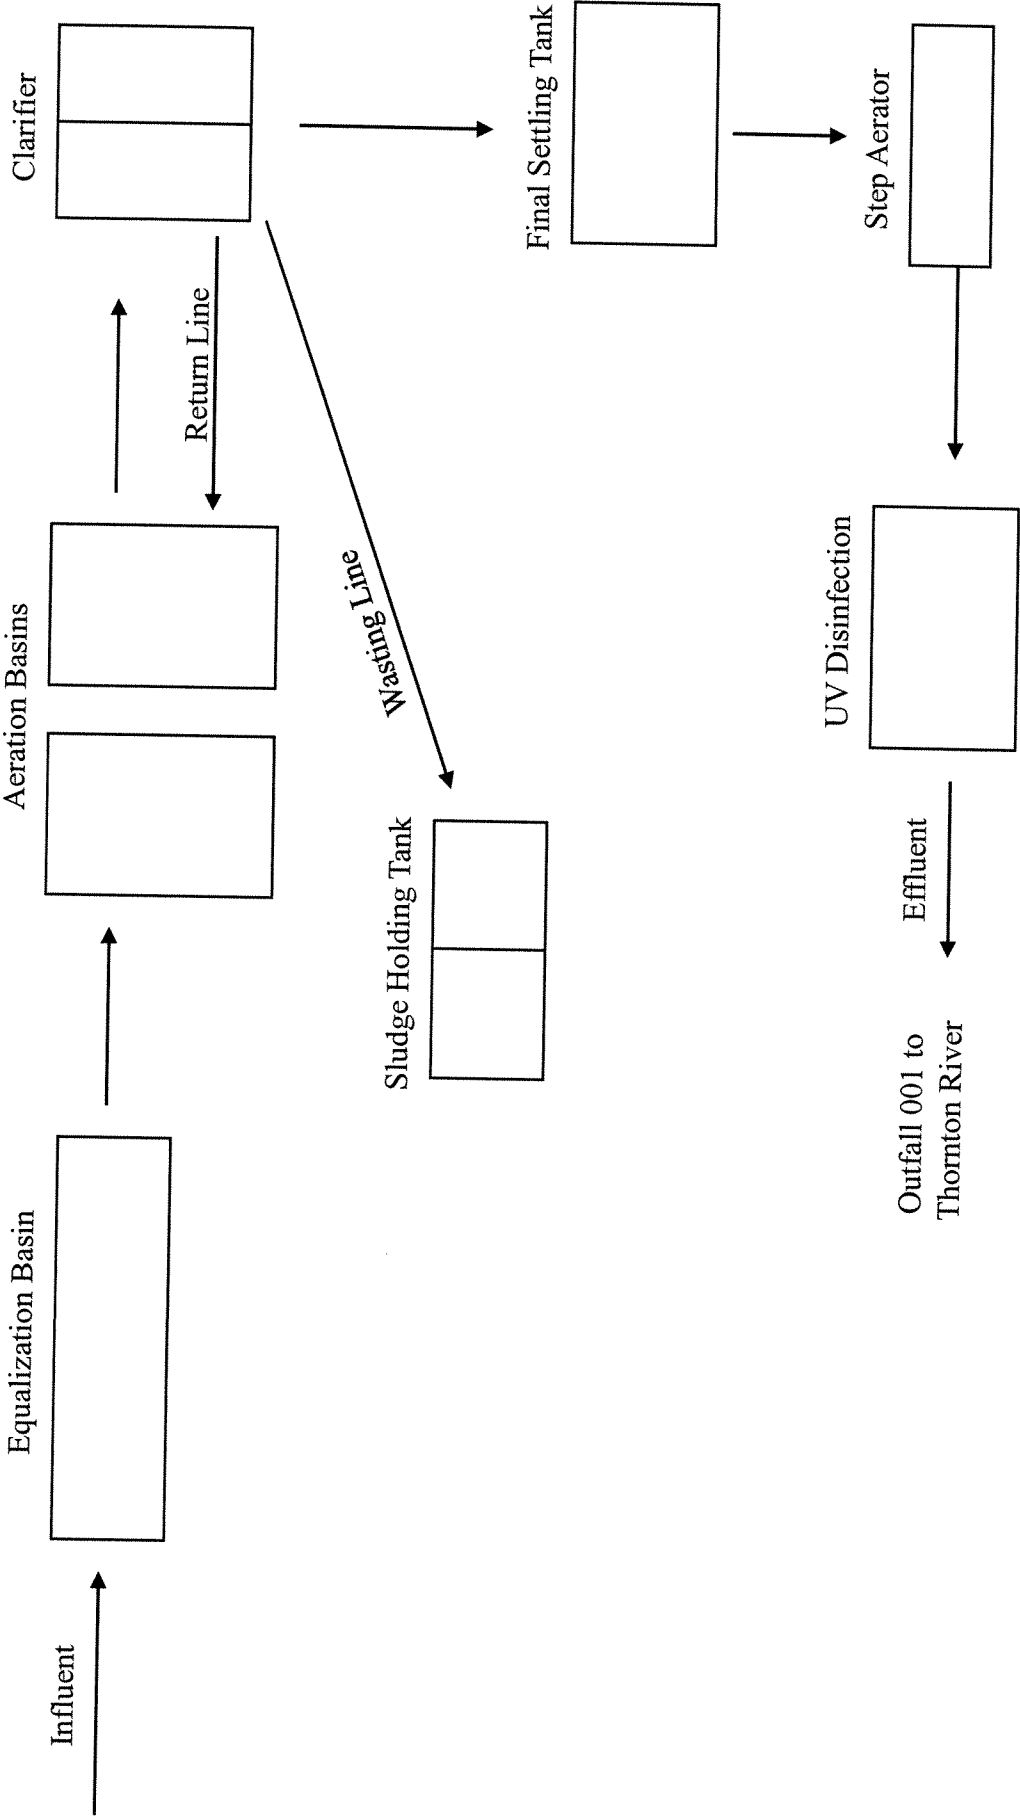 Influent
Equalization Basin
Aeration Basins
Clarifier
Return Line
Wasting Line
Sludge Holding Tank
Final Settling Tank
Step Aerator
UV Disinfection
Effluent
Outfall 001 to
Thornton River